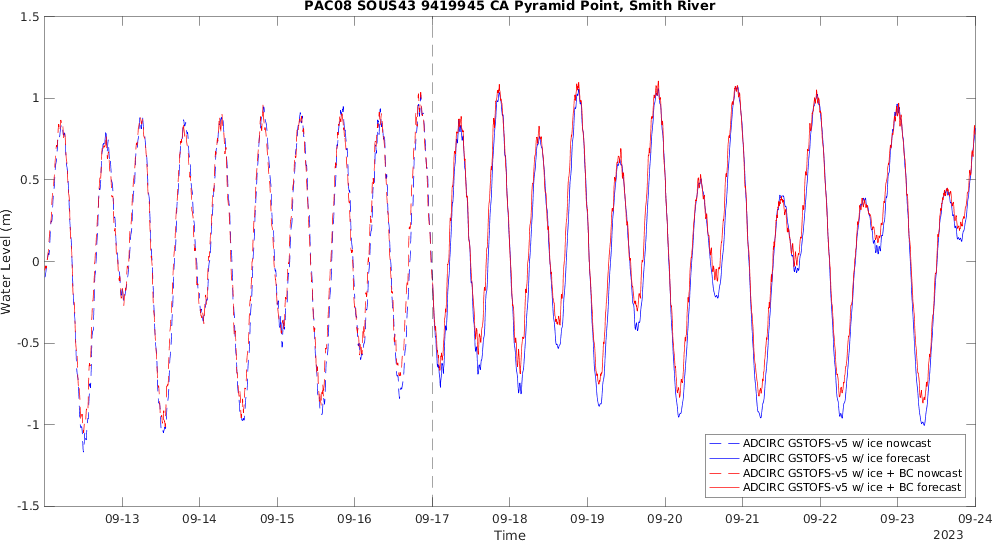 PAC08 SOUS43 9419945 CA Pyramid Point, Smith River
1.5
1
0.5
0
-0.5
-1
-1.5
Water Level (m)
09-13 09-14 09-15 09-16 09-17 09-18 09-19 09-20 09-21 09-22 09-23 09-24
Time
2023
ADCIRC GSTOFS-v5 w/ ice nowcast
ADCIRC GSTOFS-v5 w/ ice forecast
ADCIRC GSTOFS-v5 w/ ice + BC nowcast
ADCIRC GSTOFS-v5 w/ ice + BC forecast